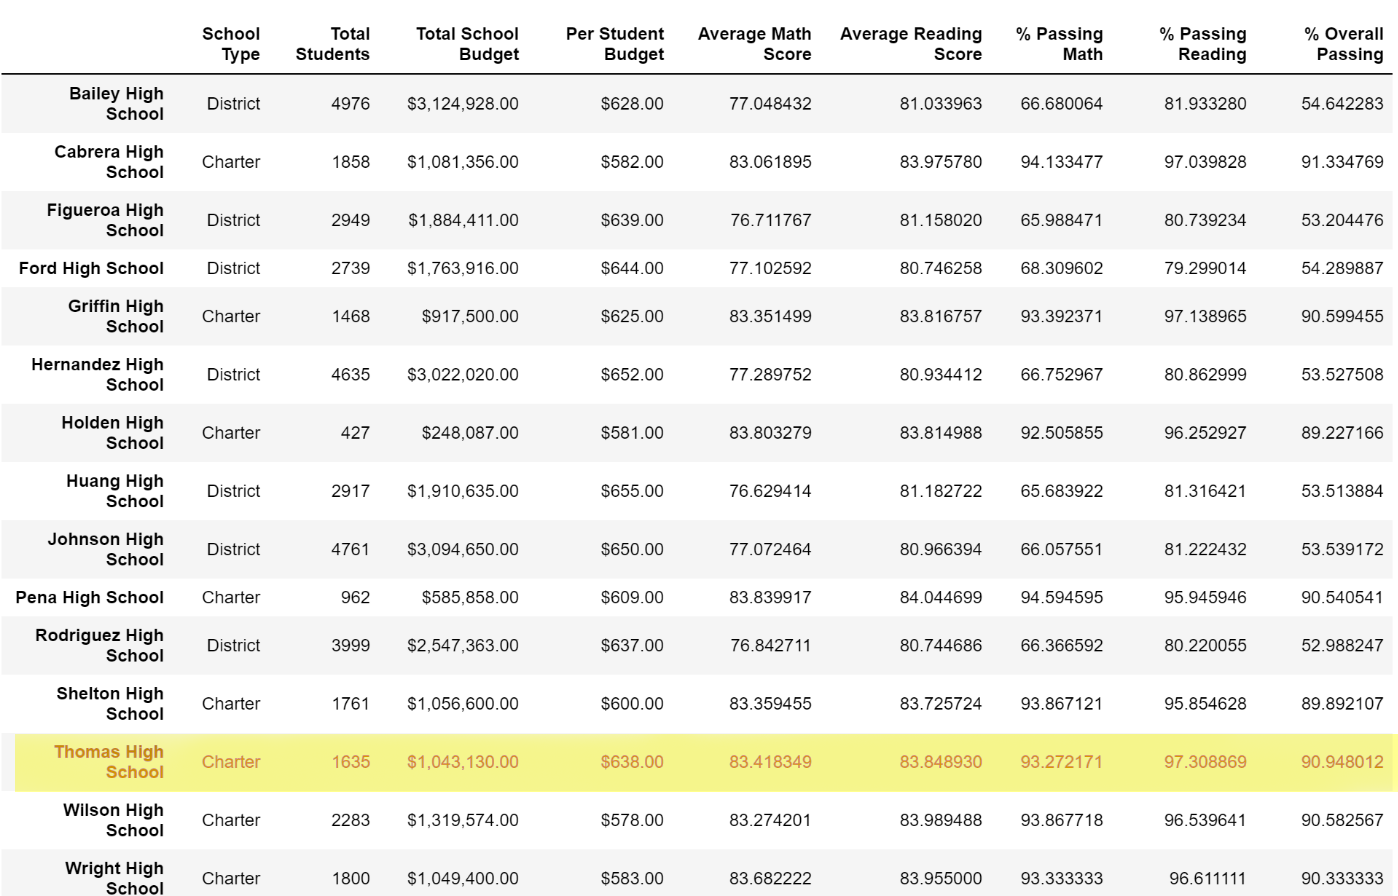 School Type Total Students Total School Budget Per Student Budget Average Math Score Average Reading Score % Passing Math % Passing Reading % Overall Passing
Bailey High School District 4976 $3,124,928.00 $628.00 77.048432 81.033963 66.680064 81.933280 54.642283
Cabrera High School Charter 1858 $1,081,356.00 $582.00 83.061895 83.975780 94.133477 97.039828 91.334769
Figueroa High School District 2949 $1,884,411.00 $639.00 76.711767 81.158020 65.988471 80.739234 53.204476
Ford High School District 2739 $1,763,916.00 $644.00 77.102592 80.746258 68.309602 79.299014 54.289887
Griffin High School Charter 1468 $917,500.00 $625.00 83.351499 83.816757 93.392371 97.138965 90.599455
Hernandez High School District 4635 $3,022,020.00 $652.00 77.289752 80.934412 66.752967 80.862999 53.527508
Holden High School Charter 427 $248,087.00 $581.00 83.803279 83.814988 92.505855 96.252927 89.227166
Huang High School District 2917 $1,910,635.00 $655.00 76.629414 81.182722 65.683922 81.316421 53.513884
Johnson High School District 4761 $3,094,650.00 $650.00 77.072464 80.966394 66.057551 81.222432 53.539172
Pena High School Charter 962 $585,858.00 $609.00 83.839917 84.044699 94.594595 95.945946 90.540541
Rodriguez High School District 3999 $2,547,363.00 $637.00 76.842711 80.744686 66.366592 80.220055 52.988247
Shelton High School Charter 1761 $1,056,600.00 $600.00 83.359455 83.725724 93.867121 95.854628 89.892107
Thomas High School Charter 1635 $1,043,130.00 $638.00 83.418349 83.848930 93.272171 97.308869 90.948012
Wilson High School Charter 2283 $1,319,574.00 $578.00 83.274201 83.989488 93.867718 96.539641 90.582567
Wright High School Charter 1800 $1,049,400.00 $583.00 83.682222 83.955000 93.333333 96.611111 90.333333